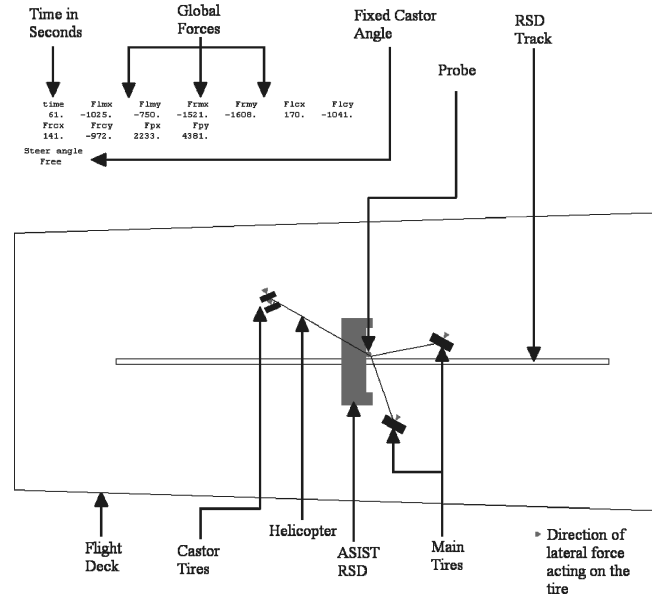 Time in
Seconds
Global
Forces
Fixed Castor
Angle
RSD
Track
Probe
time Flmx Flmy Frmx Frmy Flcx Flcy
61. -1025. -750. -1521. -1608. 170. -1041.
Frcx Frcy Fpx Fpy
141. -972. 2233. 4381.
Steer angle
Free
Flight
Deck
Castor
Tires
Helicopter
ASIST
RSD
Main
Tires
Direction of
lateral force
acting on the
tire